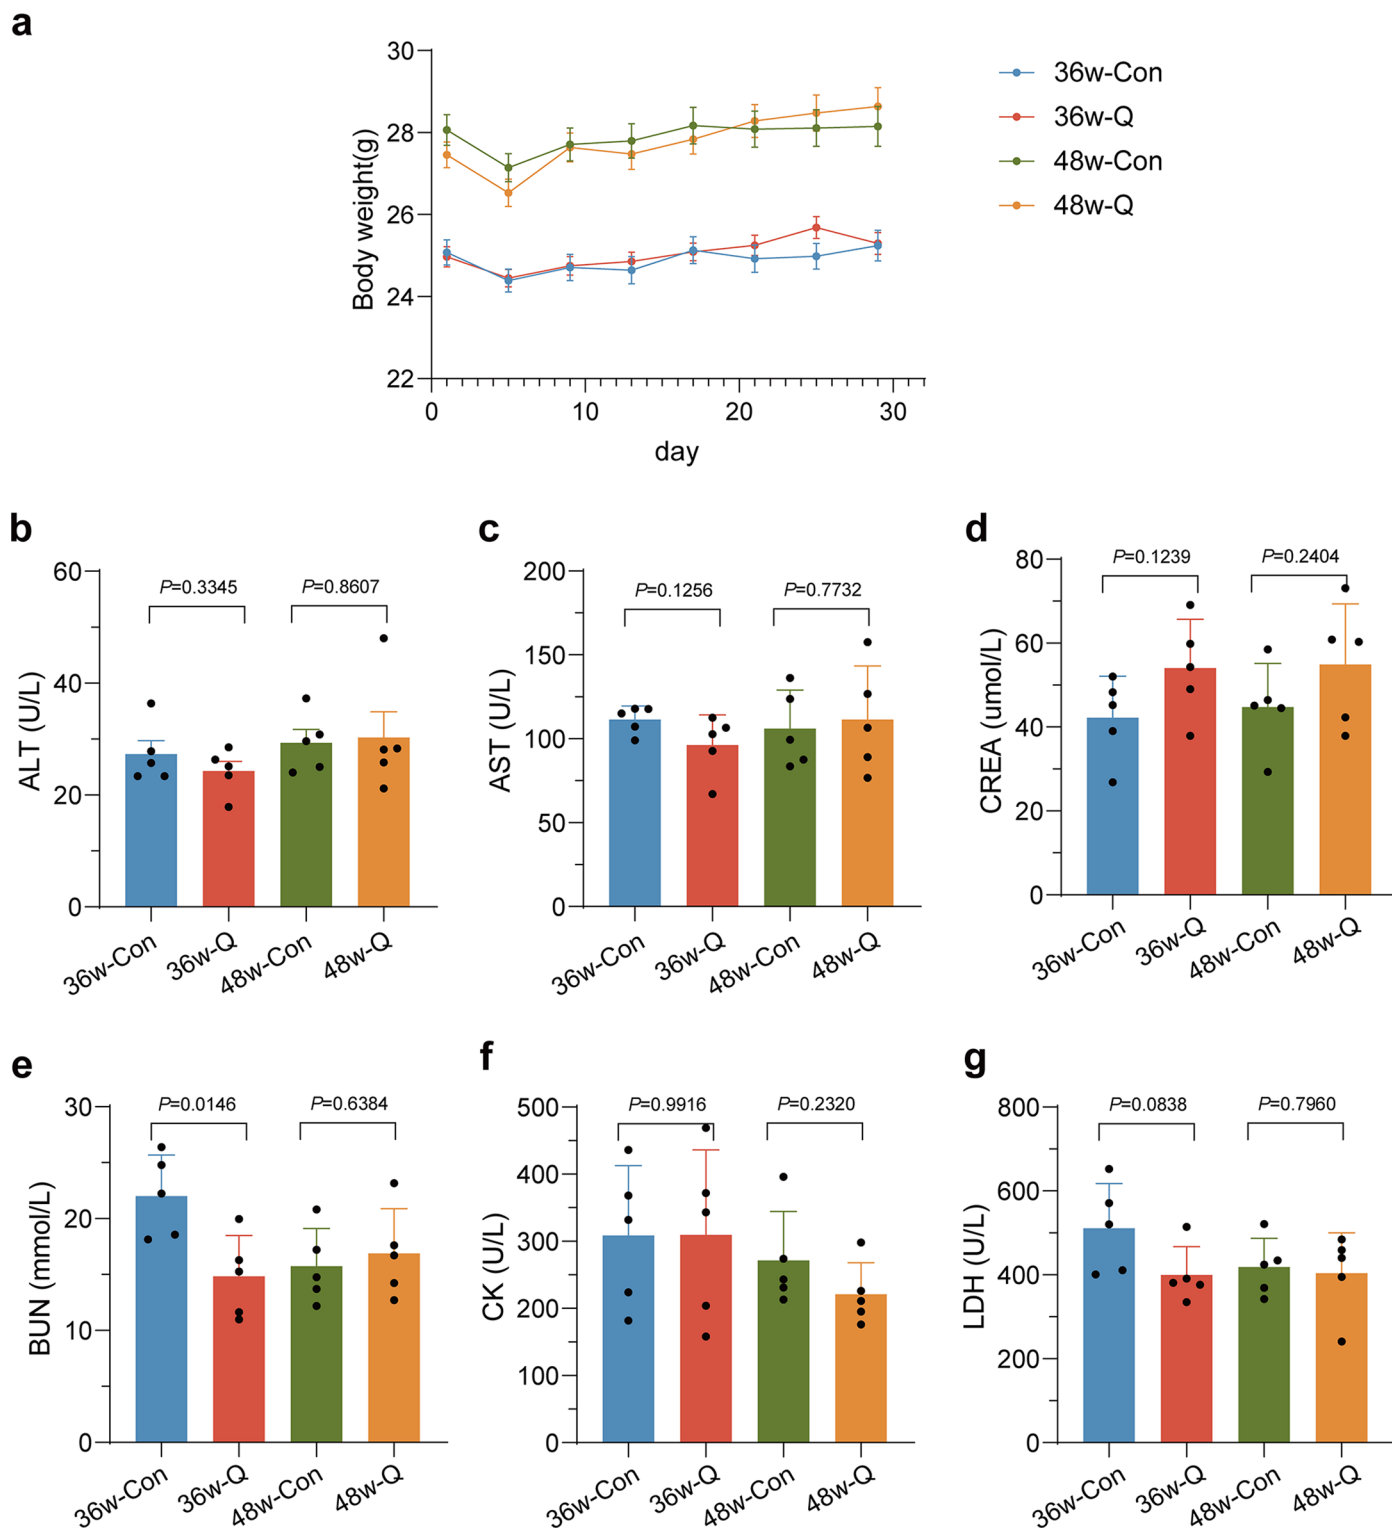 a
30
28
26
24
22
Body weight(g)
0
10
20
30
day
36w-Con
36w-Q
48w-Con
48w-Q
b
60
40
20
0
ALT (U/L)
P=0.3345
P=0.8607
36w-Con
36w-Q
48w-Con
48w-Q
c
200
150
100
50
0
AST (U/L)
P=0.1256
P=0.7732
36w-Con
36w-Q
48w-Con
48w-Q
d
80
60
40
20
0
CREA (umol/L)
P=0.1239
P=0.2404
36w-Con
36w-Q
48w-Con
48w-Q
e
30
20
10
0
BUN (mmol/L)
P=0.0146
P=0.6384
36w-Con
36w-Q
48w-Con
48w-Q
f
500
400
300
200
100
0
CK (U/L)
P=0.9916
P=0.2320
36w-Con
36w-Q
48w-Con
48w-Q
g
800
600
400
200
0
LDH (U/L)
P=0.0838
P=0.7960
36w-Con
36w-Q
48w-Con
48w-Q